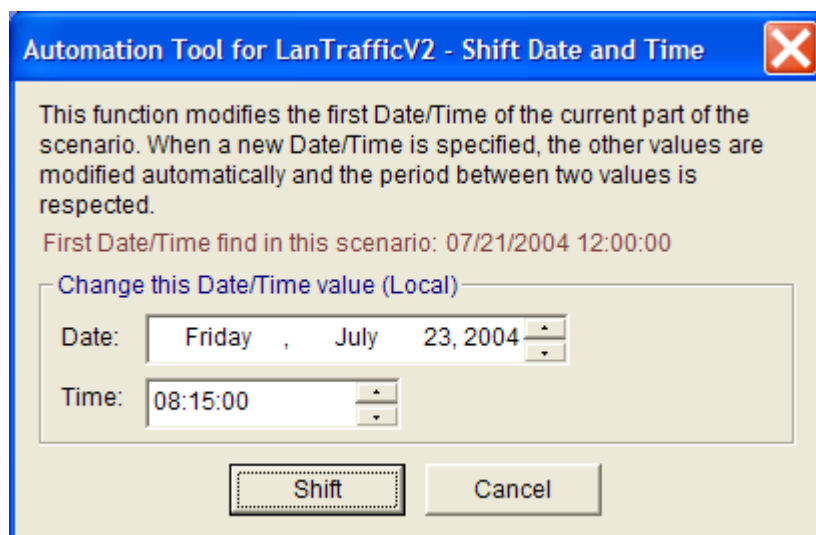 Automation Tool for LanTrafficV2 - Shift Date and Time
This function modifies the first Date/Time of the current part of the
scenario. When a new Date/Time is specified, the other values are
modified automatically and the period between two values is
respected.
First Date/Time find in this scenario: 07/21/2004 12:00:00
Change this Date/Time value (Local)
Date: Friday , July 23, 2004
Time: 08:15:00
Shift Cancel